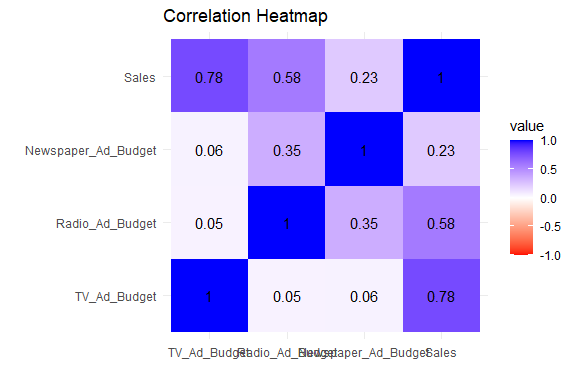 Correlation Heatmap
Sales 0.78 0.58 0.23 1
Newspaper_Ad_Budget 0.06 0.35 1 0.23
Radio_Ad_Budget 0.05 1 0.35 0.58
TV_Ad_Budget 1 0.05 0.06 0.78
TV_Ad_Budget Radio_Ad_Budget Newspaper_Ad_Budget Sales
value
1.0
0.5
0.0
-0.5
-1.0